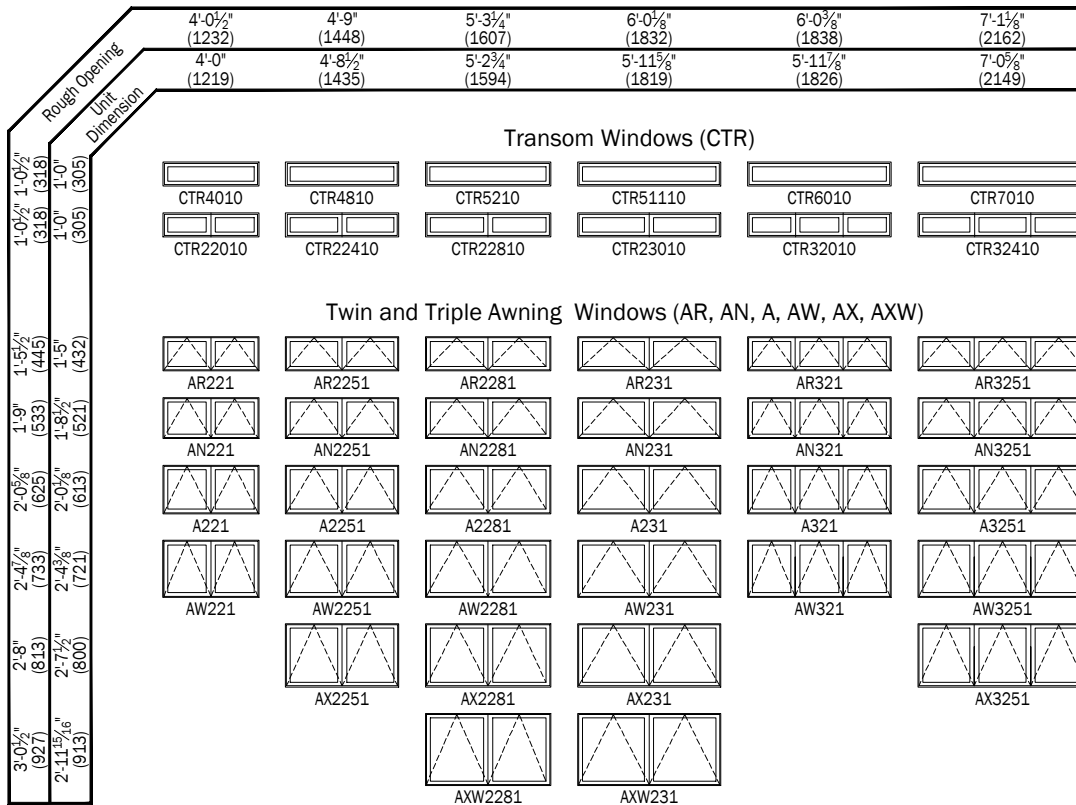 4'-0½" 4'-9" 5'-3¼" 6'-0⅛" 6'-0⅜" 7'-1⅛"
(1232) (1448) (1607) (1832) (1838) (2162)
4'-0" 4'-8½" 5'-2¾" 5'-11⅝" 5'-11⅞" 7'-0⅝"
(1219) (1435) (1594) (1819) (1826) (2149)
Rough Opening
Unit
Dimension
Transom Windows (CTR)
1'-0½" 1'-0"
(318) (305)
CTR4010 CTR4810 CTR5210 CTR51110 CTR6010 CTR7010
1'-0½" 1'-0"
(318) (305)
CTR22010 CTR22410 CTR22810 CTR23010 CTR32010 CTR32410
Twin and Triple Awning Windows (AR, AN, A, AW, AX, AXW)
1'-5½" 1'-5"
(445) (432)
AR221 AR2251 AR2281 AR231 AR321 AR3251
1'-9" 1'-8½"
(533) (521)
AN221 AN2251 AN2281 AN231 AN321 AN3251
2'-0⅝" 2'-0⅛"
(625) (613)
A221 A2251 A2281 A231 A321 A3251
2'-4⅞" 2'-4⅜"
(733) (721)
AW221 AW2251 AW2281 AW231 AW321 AW3251
2'-8" 2'-7½"
(813) (800)
AX2251 AX2281 AX231 AX3251
3'-0½" 2'-11 15/16"
(927) (913)
AXW2281 AXW231